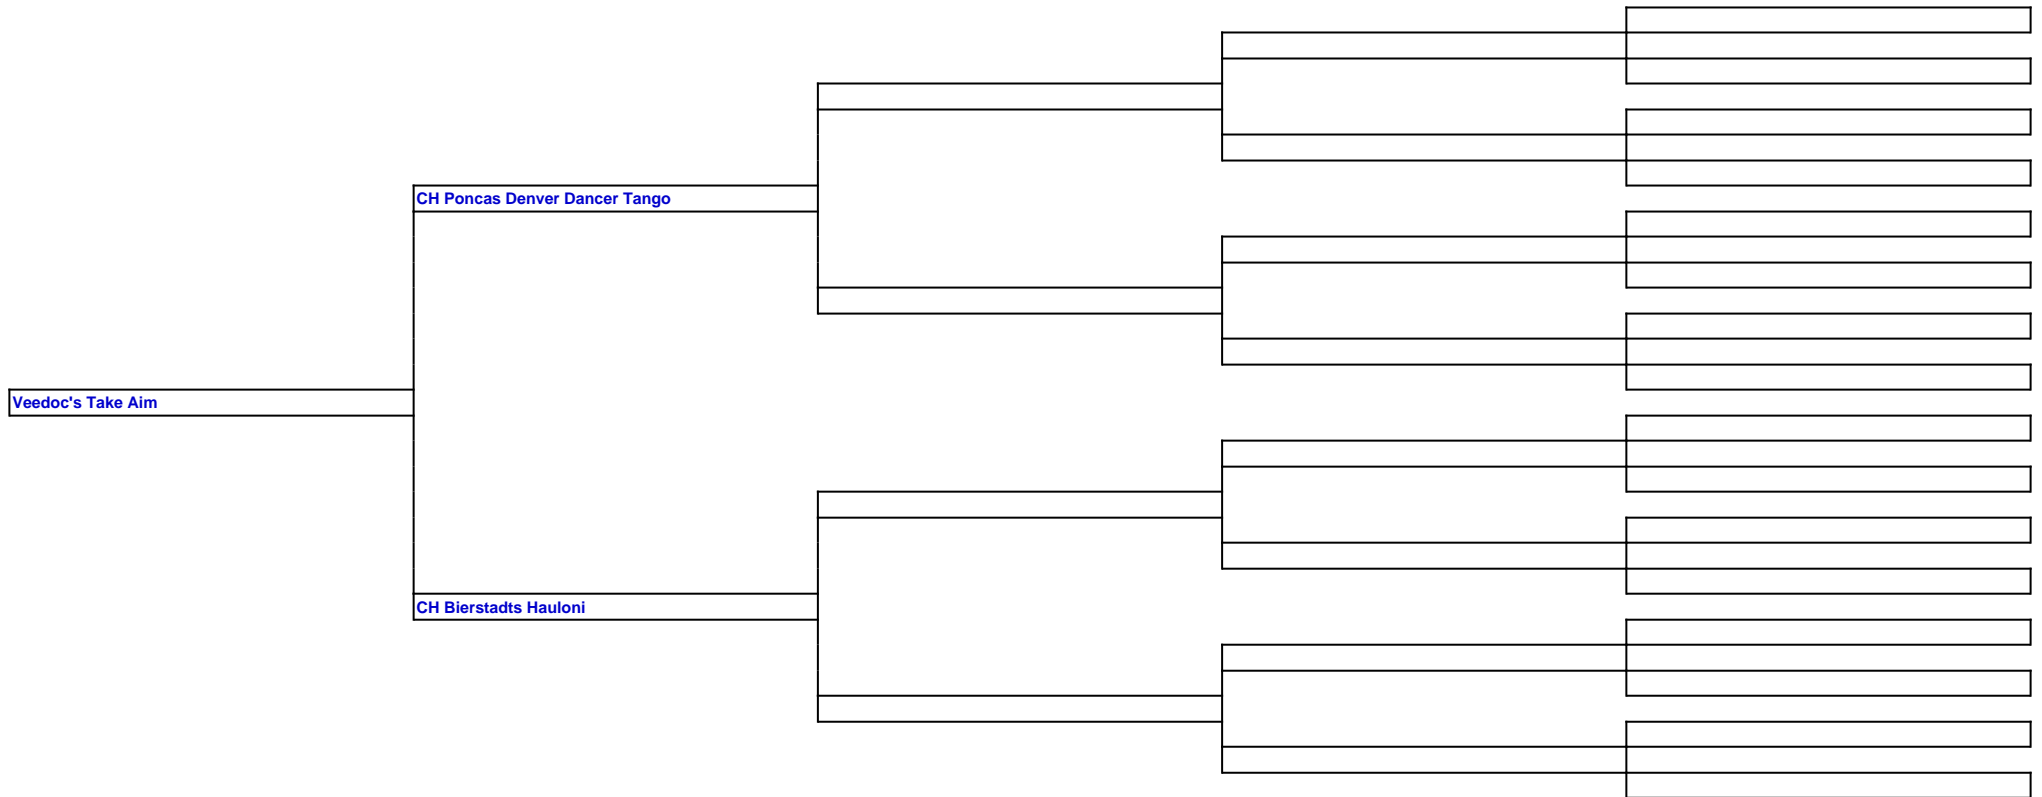 CH Poncas Denver Dancer Tango
Veedoc's Take Aim
CH Bierstadts Hauloni